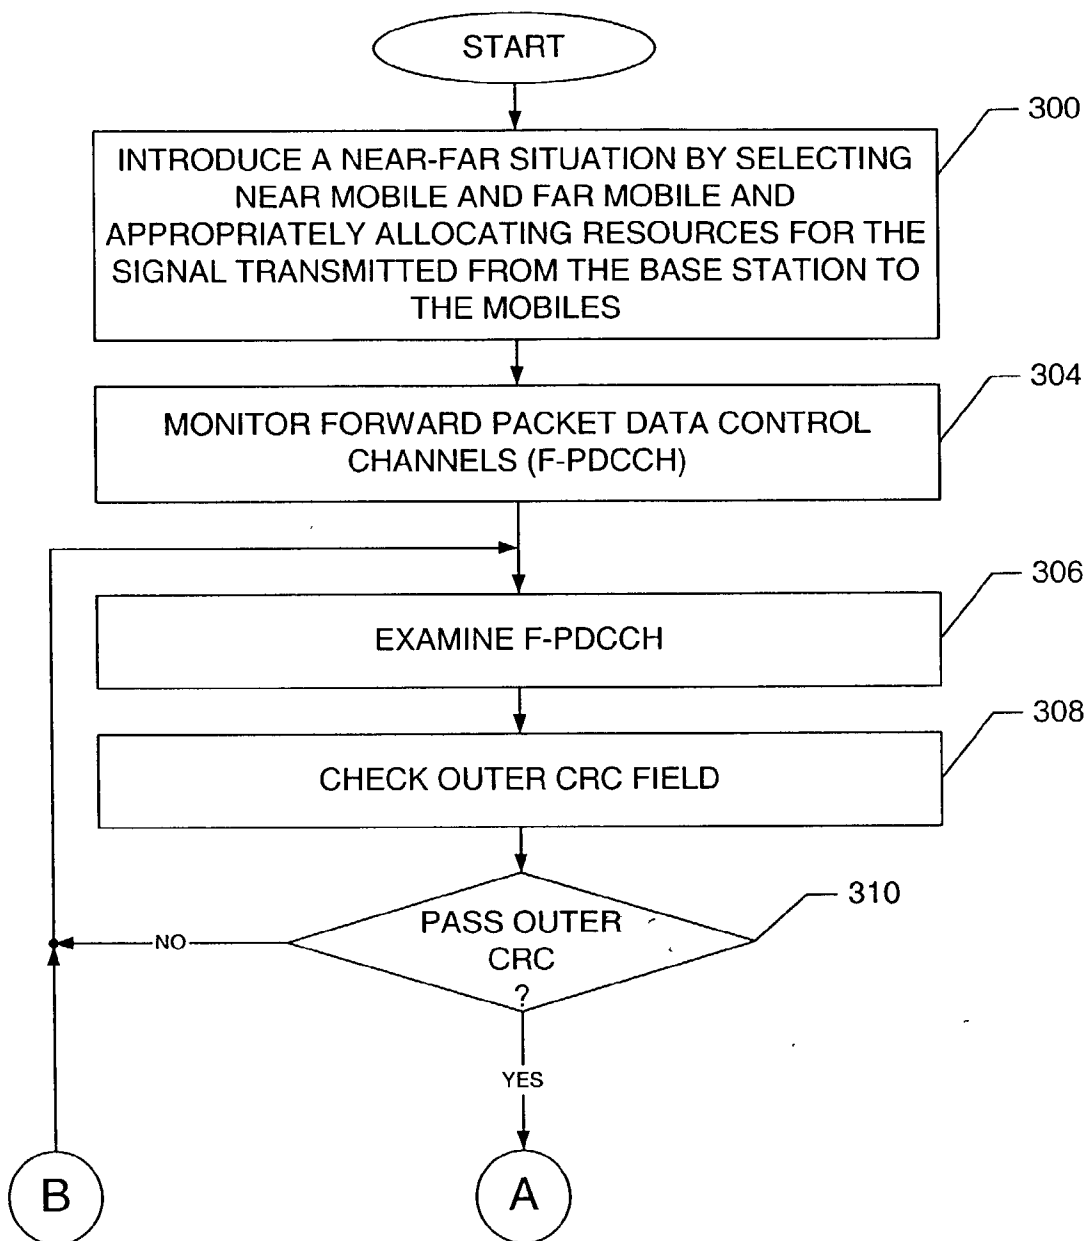 START
300
INTRODUCE A NEAR-FAR SITUATION BY SELECTING
NEAR MOBILE AND FAR MOBILE AND
APPROPRIATELY ALLOCATING RESOURCES FOR THE
SIGNAL TRANSMITTED FROM THE BASE STATION TO
THE MOBILES
304
MONITOR FORWARD PACKET DATA CONTROL
CHANNELS (F-PDCCH)
306
EXAMINE F-PDCCH
308
CHECK OUTER CRC FIELD
310
PASS OUTER
CRC
?
NO
YES
B
A